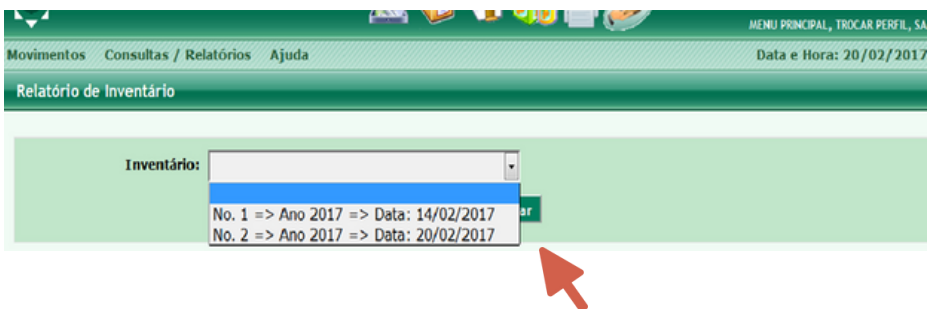 MENU PRINCIPAL, TROCAR PERFIL,
Movimentos Consultas / Relatórios Ajuda Data e Hora: 20/02/2017
Relatório de Inventário
Inventário:
No. 1 => Ano 2017 => Data: 14/02/2017
No. 2 => Ano 2017 => Data: 20/02/2017